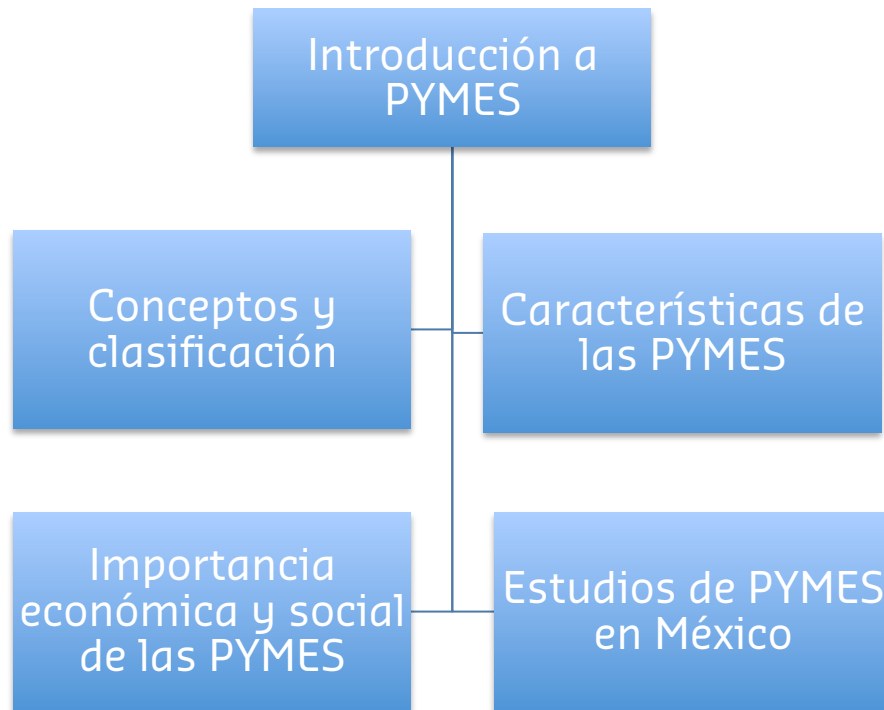 Introducción a
PYMES
Conceptos y
clasificación
Características de
las PYMES
Importancia
económica y social
de las PYMES
Estudios de PYMES
en México